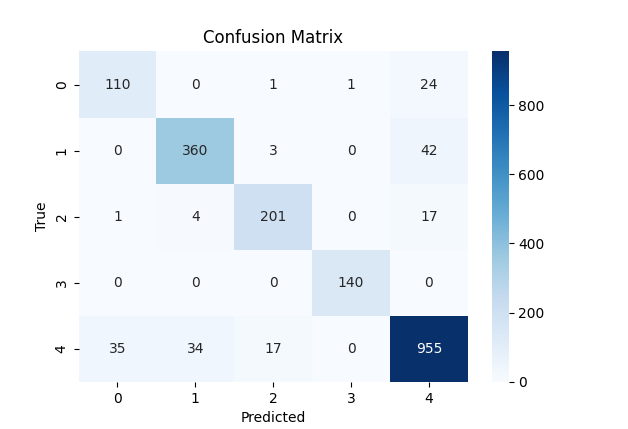 Confusion Matrix
True
0 110 0 1 1 24
1 0 360 3 0 42
2 1 4 201 0 17
3 0 0 0 140 0
4 35 34 17 0 955
0 1 2 3 4
Predicted
800
600
400
200
0